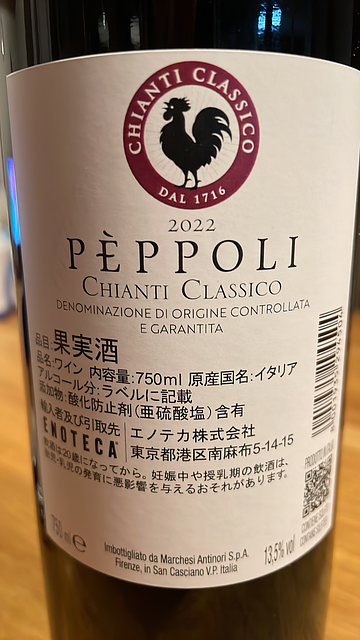 CHIANTI CLASSICO
DAL 1716
2022
PÈPPOLI
CHIANTI CLASSICO
DENOMINAZIONE DI ORIGINE CONTROLLATA
E GARANTITA
品目:果実酒
品名:ワイン 内容量:750ml 原産国名:イタリア
アルコール分:ラベルに記載
添加物:酸化防止剤(亜硫酸塩)含有
輸入者及び引取先 エノテカ株式会社
ENOTECA 東京都港区南麻布5-14-15
飲酒は20歳になってから。妊娠中や授乳期の飲酒は、
胎児・乳児の発育に悪影響を与えるおそれがあります。
750 ml e
Imbottigliato da Marchesi Antinori S.p.A.
Firenze, in San Casciano V.P. Italia
13,5% vol